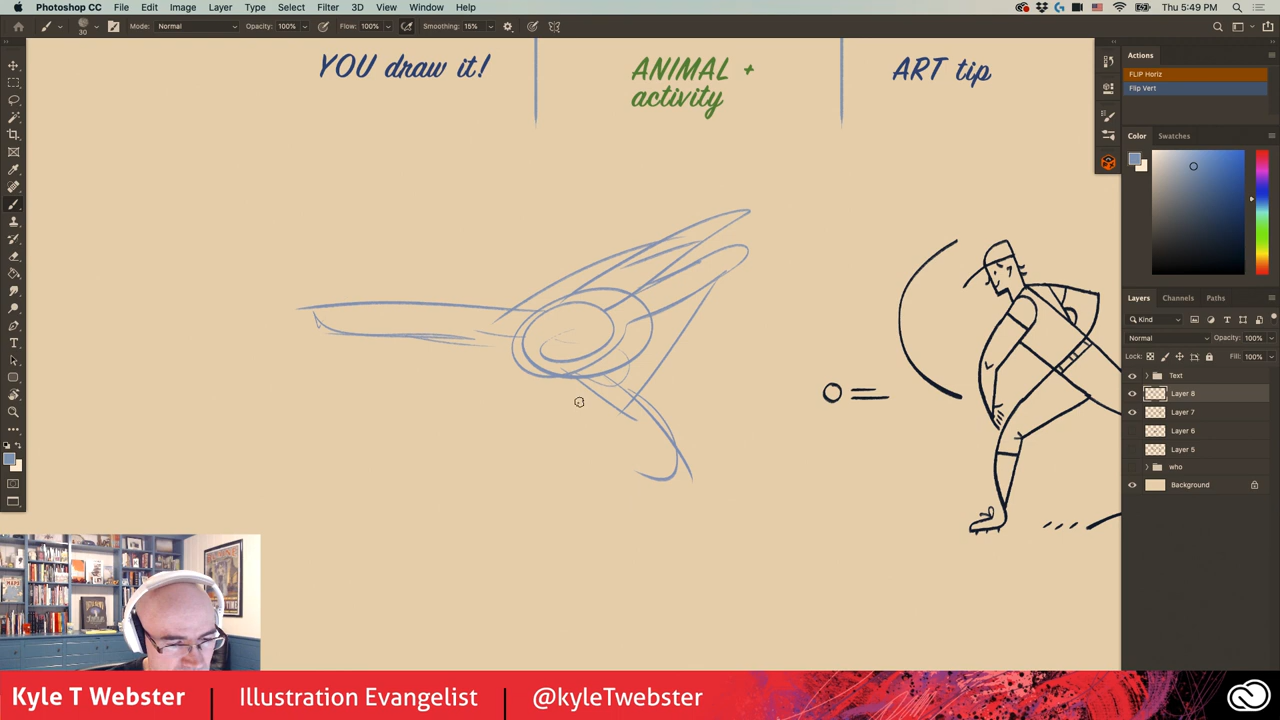 Photoshop CC File Edit Image Layer Type Select Filter 3D View Window Help Thu 5:49 PM
30 Mode: Normal Opacity: 100% Flow: 100% Smoothing: 15%
YOU draw it!
ANIMAL +
activity
ART tip
Actions
FLIP Horiz
Flip Vert
Color Swatches
Layers Channels Paths
Kind
Normal Opacity: 100%
Lock: Fill: 100%
Text
Layer 8
Layer 7
Layer 6
Layer 5
who
Background
Kyle T Webster | Illustration Evangelist | @kyleTwebster